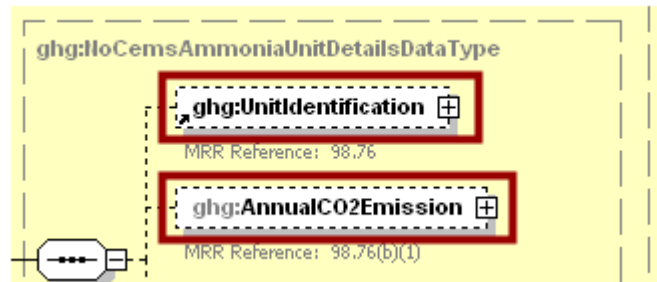 ghg:NoCemsAmmoniaUnitDetailsDataType
ghg:UnitIdentification
MRR Reference: 98.76
ghg:AnnualCO2Emission
MRR Reference: 98.76(b)(1)